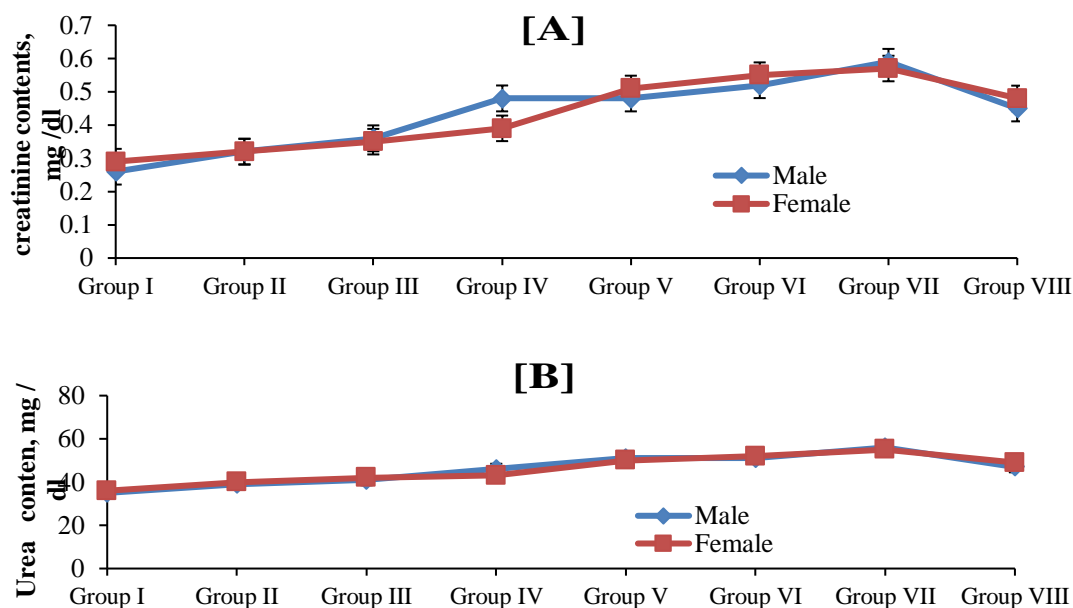 [A]
creatinine contents,
mg /dl
0.7
0.6
0.5
0.4
0.3
0.2
0.1
0
Male
Female
Group I Group II Group III Group IV Group V Group VI Group VII Group VIII
[B]
Urea conten, mg /
dl
80
60
40
20
0
Male
Female
Group I Group II Group III Group IV Group V Group VI Group VII Group VIII